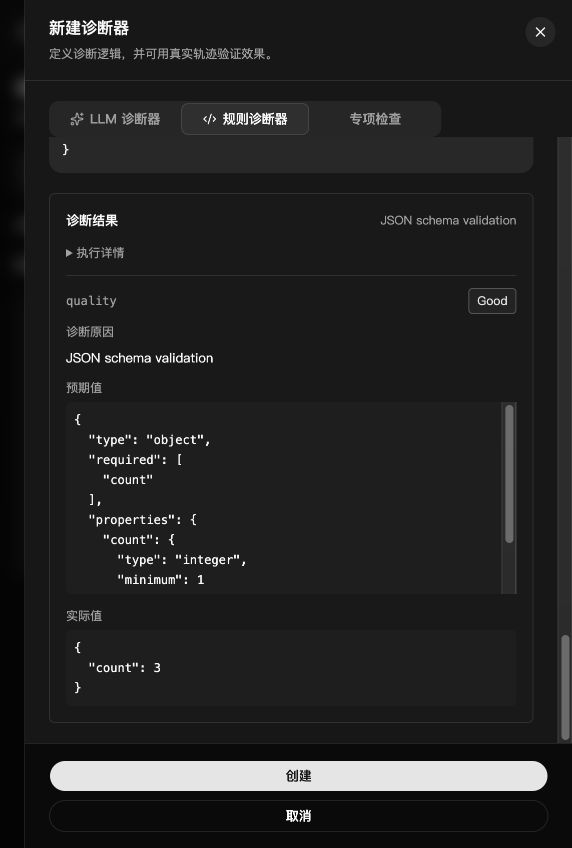 新建诊断器
定义诊断逻辑，并可用真实轨迹验证效果。
LLM 诊断器
规则诊断器
专项检查
}
诊断结果
JSON schema validation
执行详情
quality
Good
诊断原因
JSON schema validation
预期值
{
  "type": "object",
  "required": [
    "count"
  ],
  "properties": {
    "count": {
      "type": "integer",
      "minimum": 1
实际值
{
  "count": 3
}
创建
取消